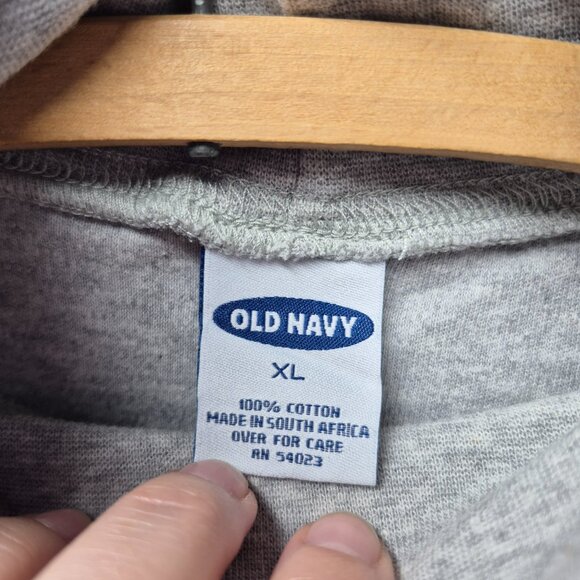 OLD NAVY
XL
100% COTTON
MADE IN SOUTH AFRICA
OVER FOR CARE
RN 54023